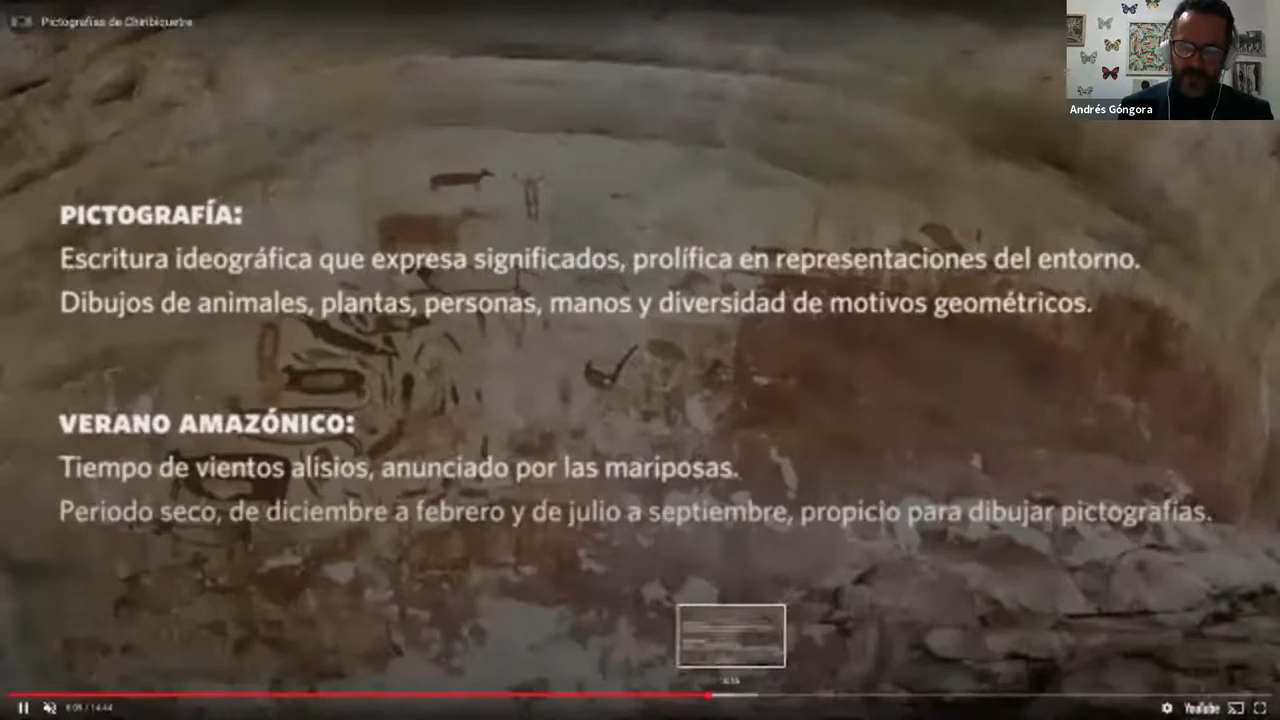 Pictografías de Chiribiquete
Andrés Góngora
PICTOGRAFÍA:
Escritura ideográfica que expresa significados, prolífica en representaciones del entorno.
Dibujos de animales, plantas, personas, manos y diversidad de motivos geométricos.
VERANO AMAZÓNICO:
Tiempo de vientos alisios, anunciado por las mariposas.
Periodo seco, de diciembre a febrero y de julio a septiembre, propicio para dibujar pictografías.
YouTube